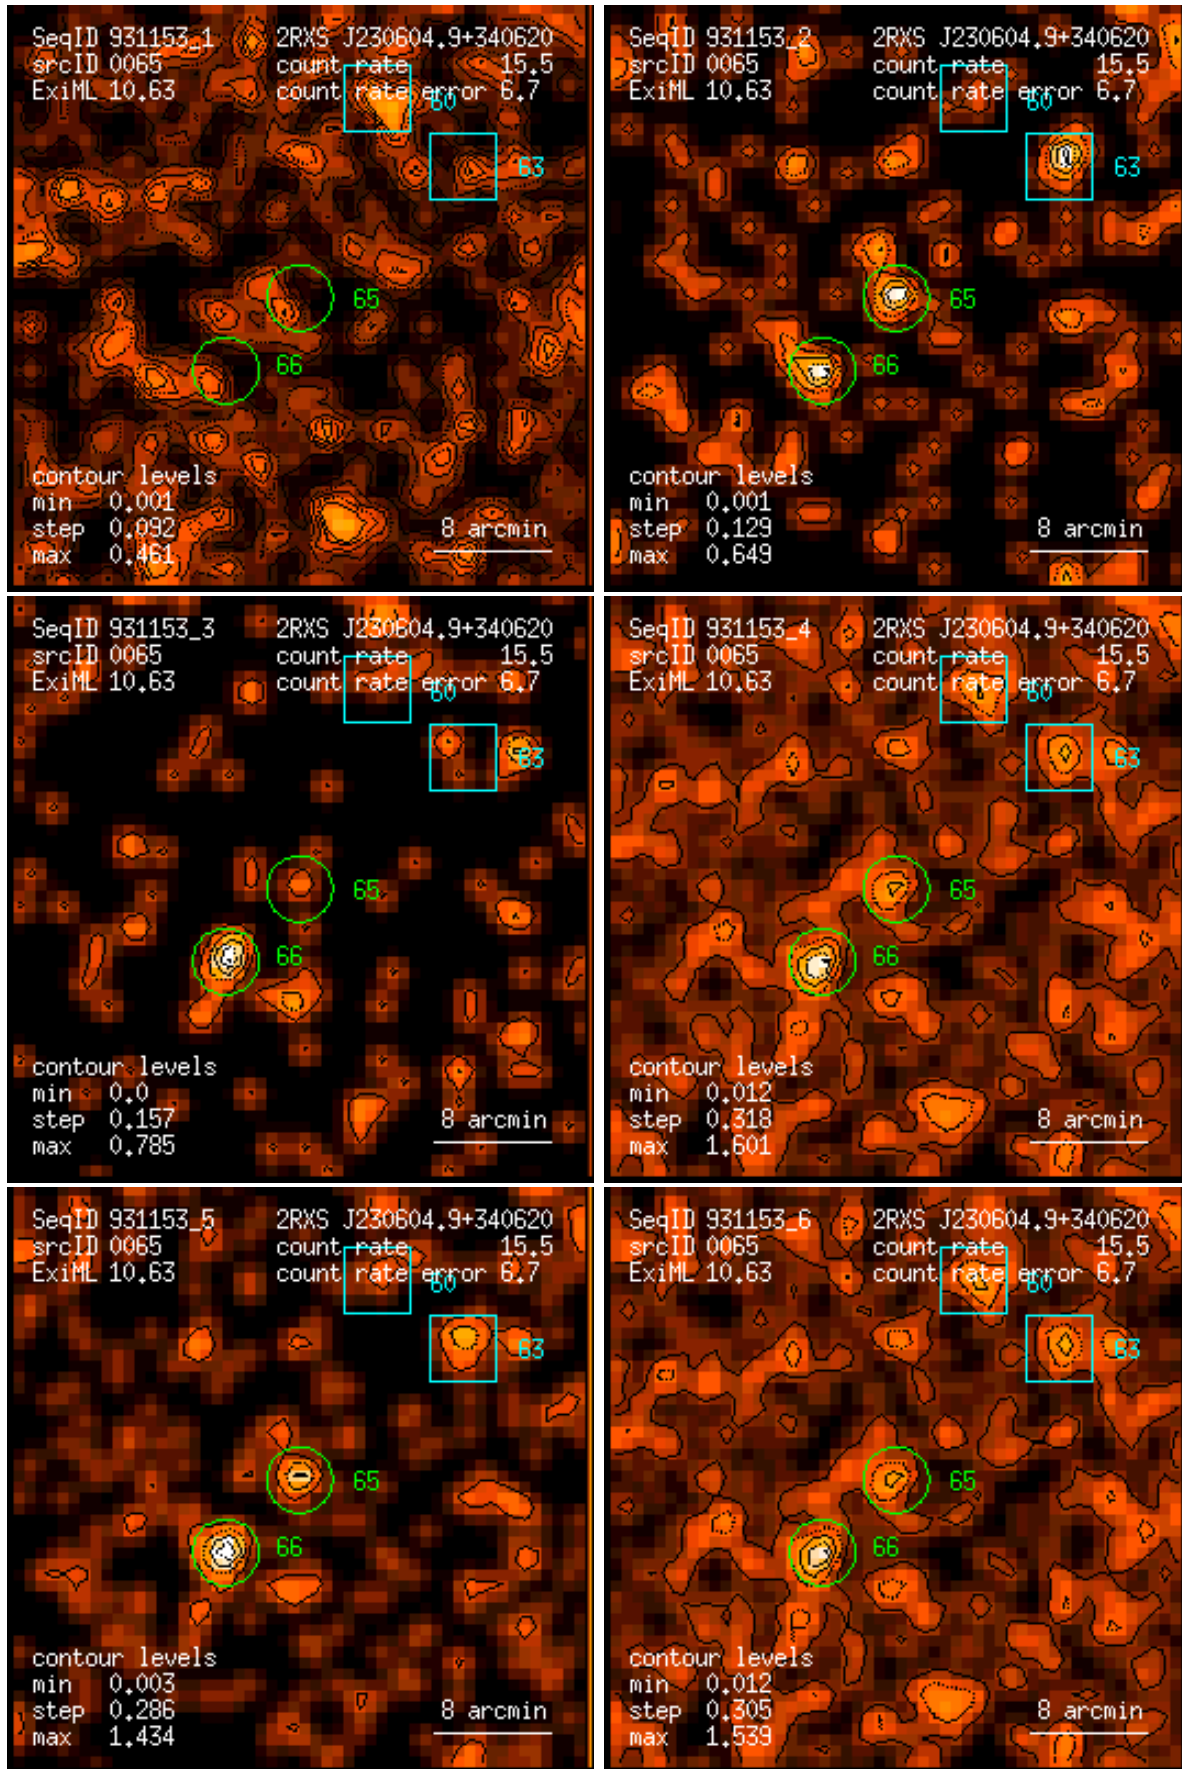 SeqID 931153_1 2RXS J230604.9+340620
srcID 0065 count rate 15.5
ExiML 10.63 count rate error 6.7
60
63
65
66
contour levels
min 0.001
step 0.092 8 arcmin
max 0.461
SeqID 931153_2 2RXS J230604.9+340620
srcID 0065 count rate 15.5
ExiML 10.63 count rate error 6.7
60
63
65
66
contour levels
min 0.001
step 0.129 8 arcmin
max 0.649
SeqID 931153_3 2RXS J230604.9+340620
srcID 0065 count rate 15.5
ExiML 10.63 count rate error 6.7
60
63
65
66
contour levels
min 0.0
step 0.157 8 arcmin
max 0.785
SeqID 931153_4 2RXS J230604.9+340620
srcID 0065 count rate 15.5
ExiML 10.63 count rate error 6.7
60
63
65
66
contour levels
min 0.012
step 0.318 8 arcmin
max 1.601
SeqID 931153_5 2RXS J230604.9+340620
srcID 0065 count rate 15.5
ExiML 10.63 count rate error 6.7
60
63
65
66
contour levels
min 0.003
step 0.286 8 arcmin
max 1.434
SeqID 931153_6 2RXS J230604.9+340620
srcID 0065 count rate 15.5
ExiML 10.63 count rate error 6.7
60
63
65
66
contour levels
min 0.012
step 0.305 8 arcmin
max 1.539